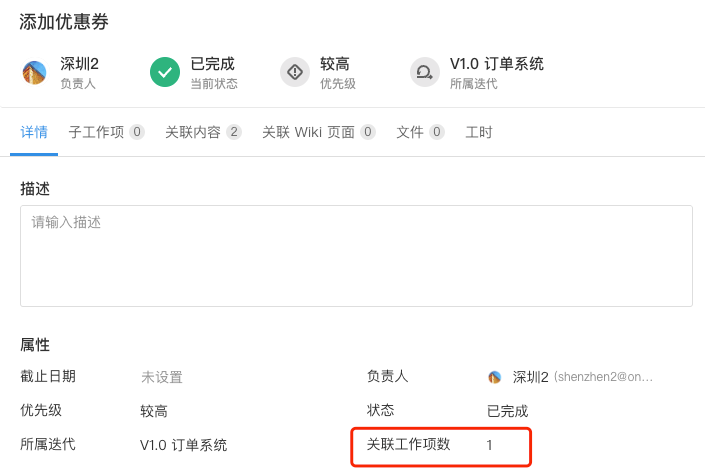 添加优惠券
深圳2 已完成 较高 V1.0 订单系统
负责人 当前状态 优先级 所属迭代
详情 子工作项 0 关联内容 2 关联 Wiki 页面 0 文件 0 工时
描述
请输入描述
属性
截止日期 未设置 负责人 深圳2 (shenzhen2@on...
优先级 较高 状态 已完成
所属迭代 V1.0 订单系统 关联工作项数 1